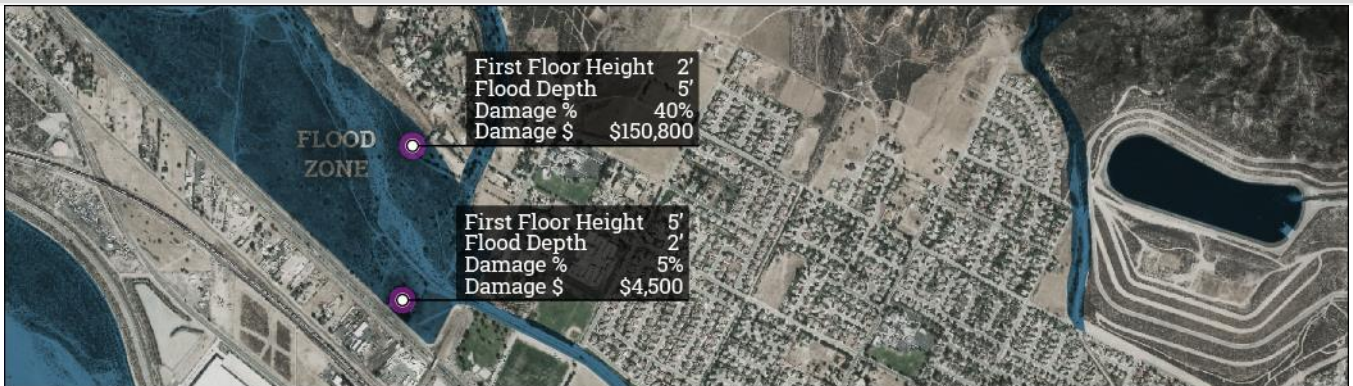 First Floor Height 2’
Flood Depth 5’
Damage % 40%
Damage $ $150,800
FLOOD
ZONE
First Floor Height 5’
Flood Depth 2’
Damage % 5%
Damage $ $4,500